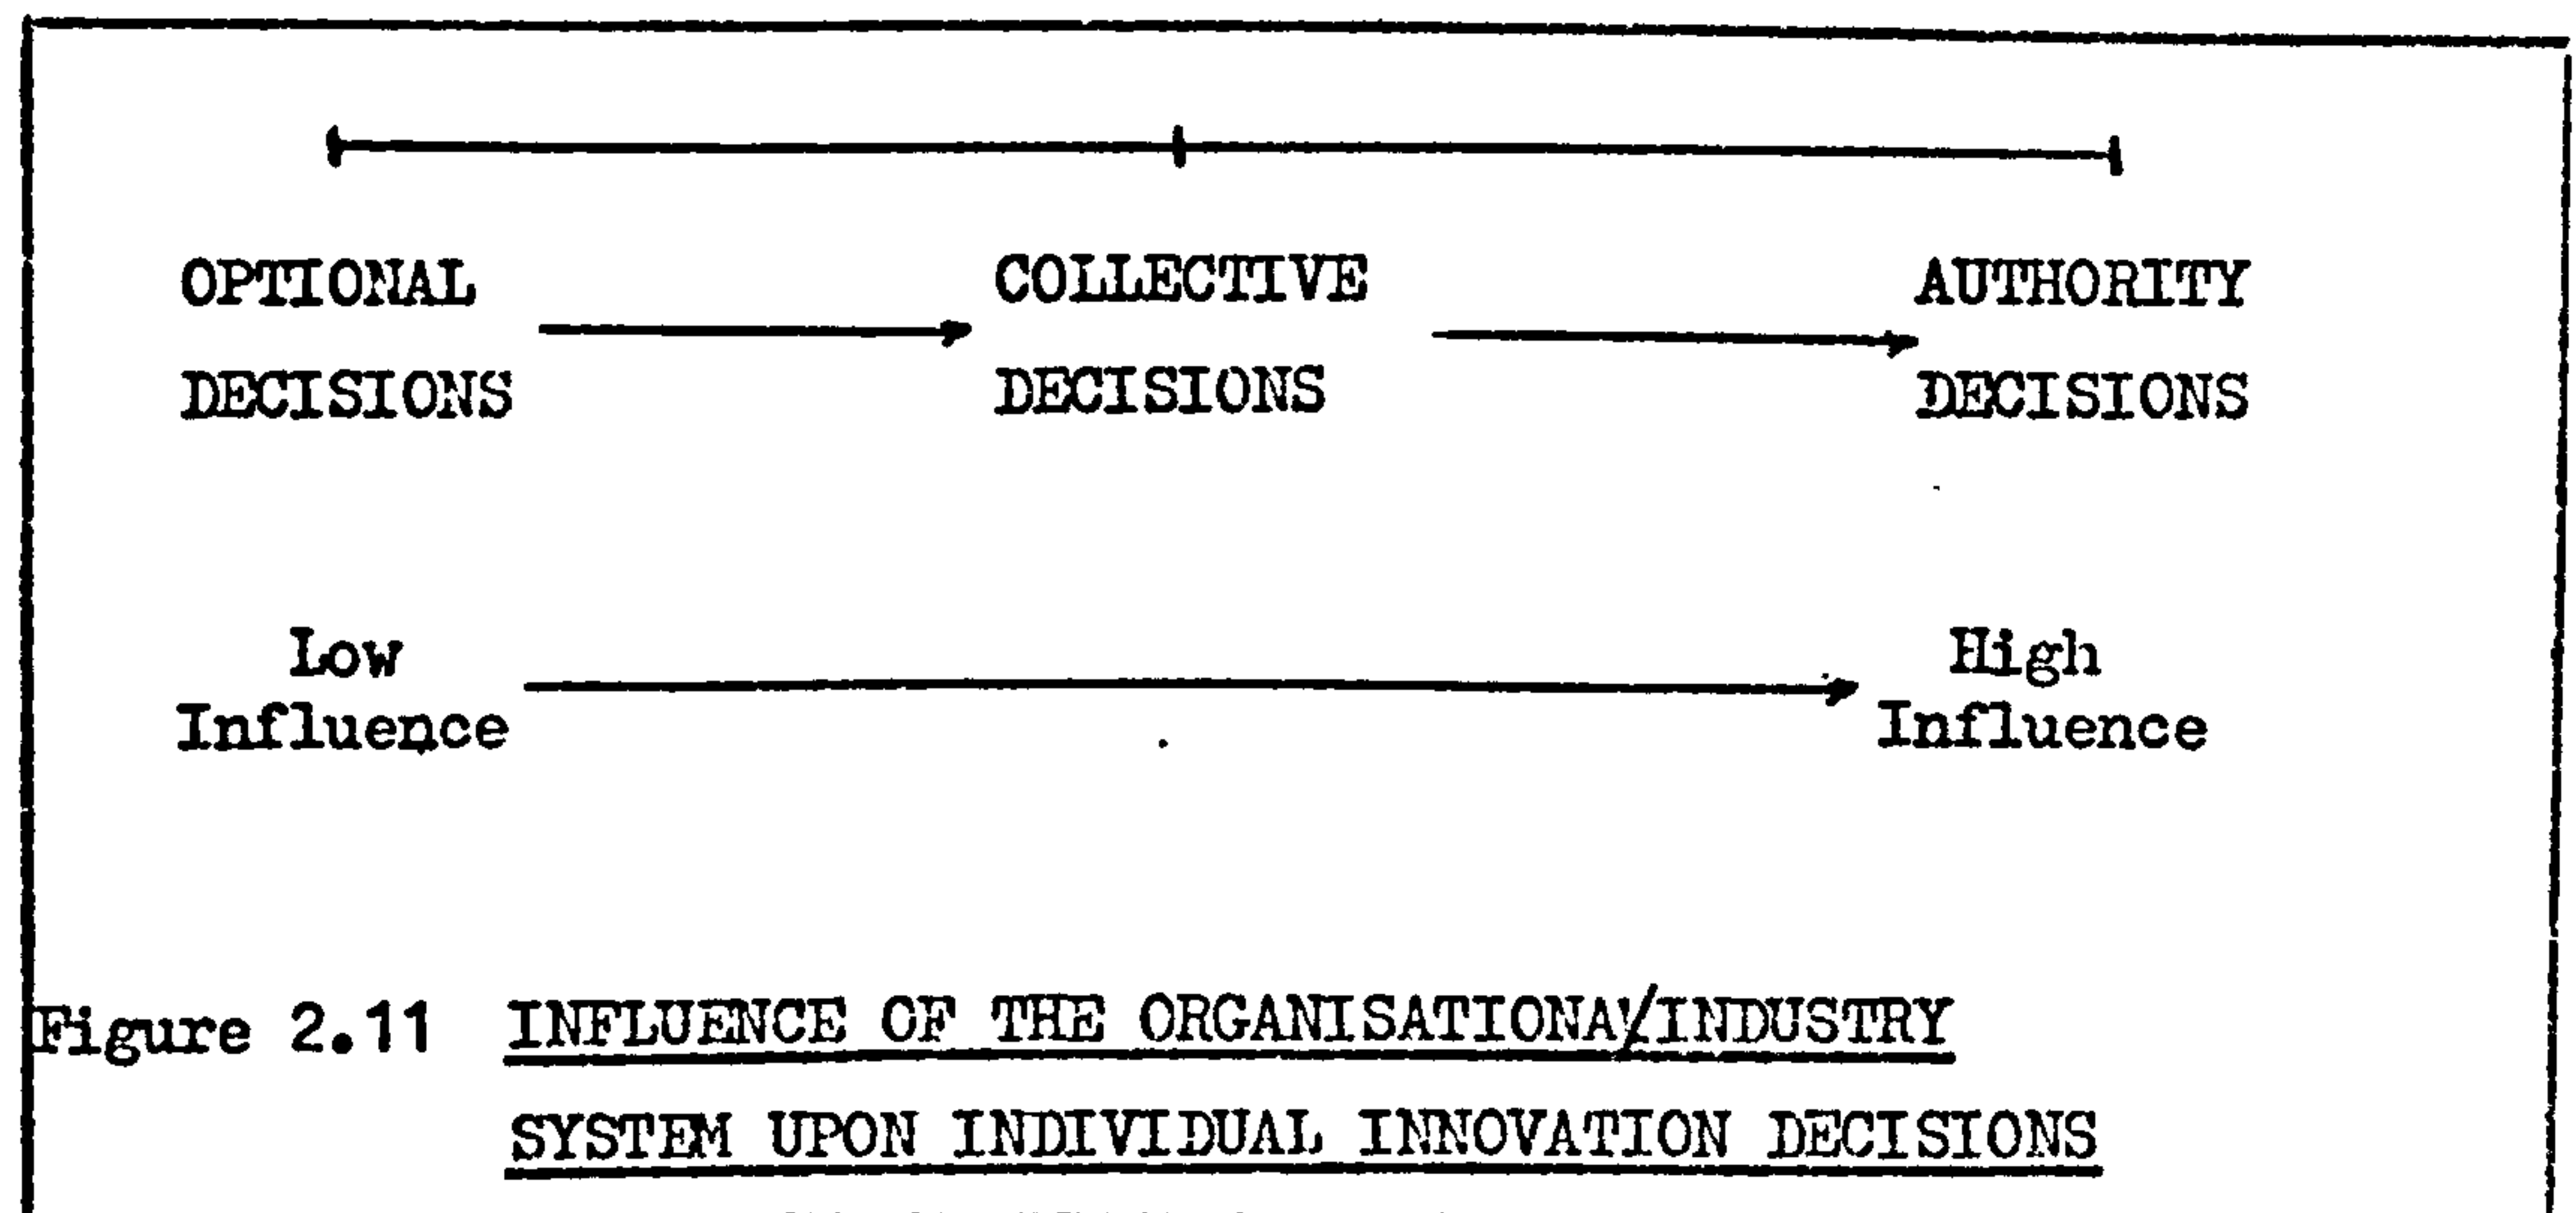 OPTIONAL COLLECTIVE AUTHORITY
DECISIONS DECISIONS DECISIONS
Low High
Influence Influence
Figure 2.11 INFLUENCE OF THE ORGANISATIONAL/INDUSTRY
SYSTEM UPON INDIVIDUAL INNOVATION DECISIONS